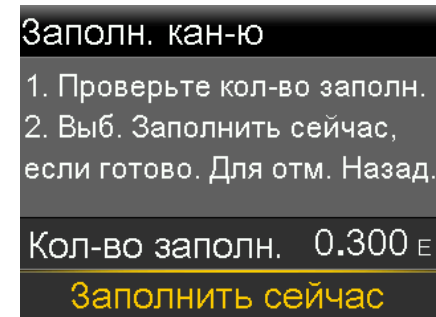 Заполн. кан-ю
1. Проверьте кол-во заполн.
2. Выб. Заполнить сейчас,
если готово. Для отм. Назад.
Кол-во заполн. 0.300 Е
Заполнить сейчас